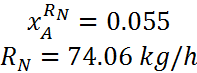 x_A^{R_N} = 0.055
R_N = 74.06 kg/h